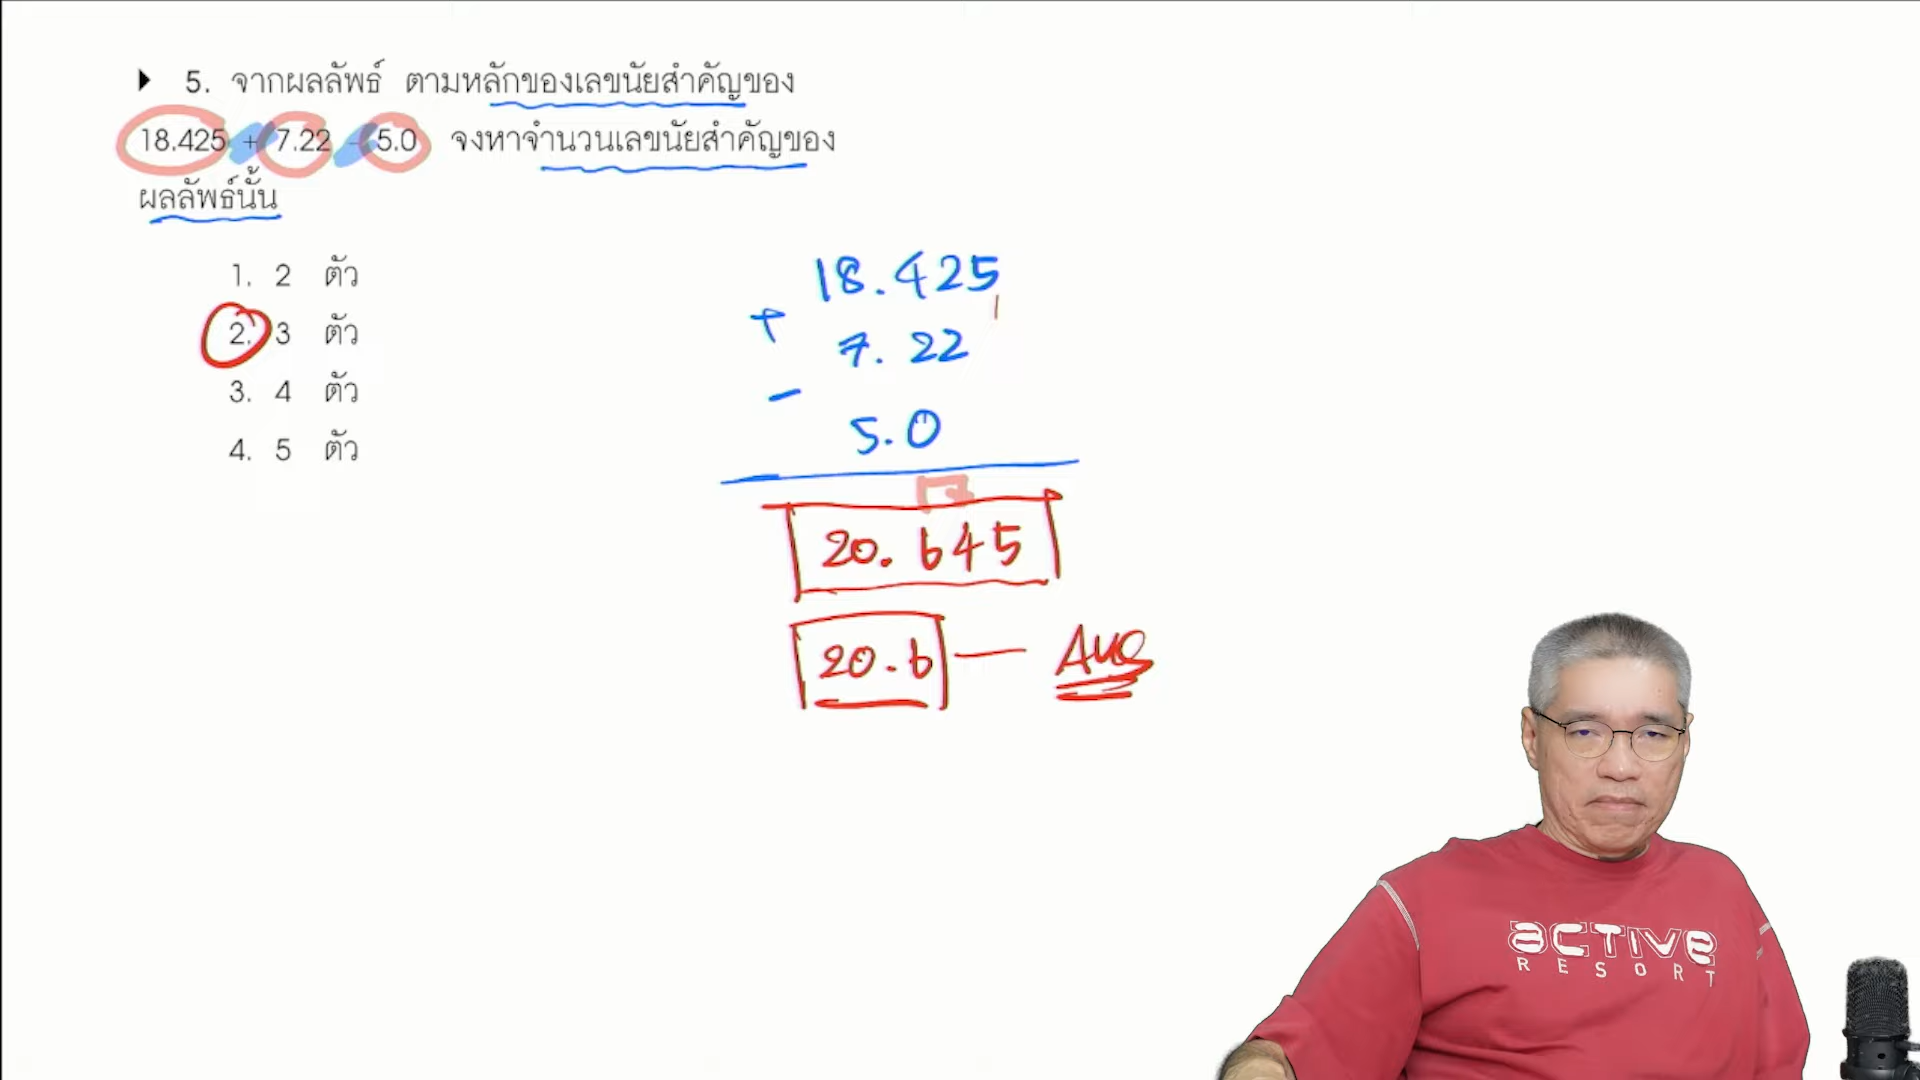 5. จากผลลัพธ์ ตามหลักของเลขนัยสำคัญของ
18.425 + 7.22 - 5.0 จงหาจำนวนเลขนัยสำคัญของ
ผลลัพธ์นั้น
1. 2 ตัว
2. 3 ตัว
3. 4 ตัว
4. 5 ตัว
18.425
+
7.22
-
5.0
20.645
20.6 — Ans
ACTIVE
RESORT